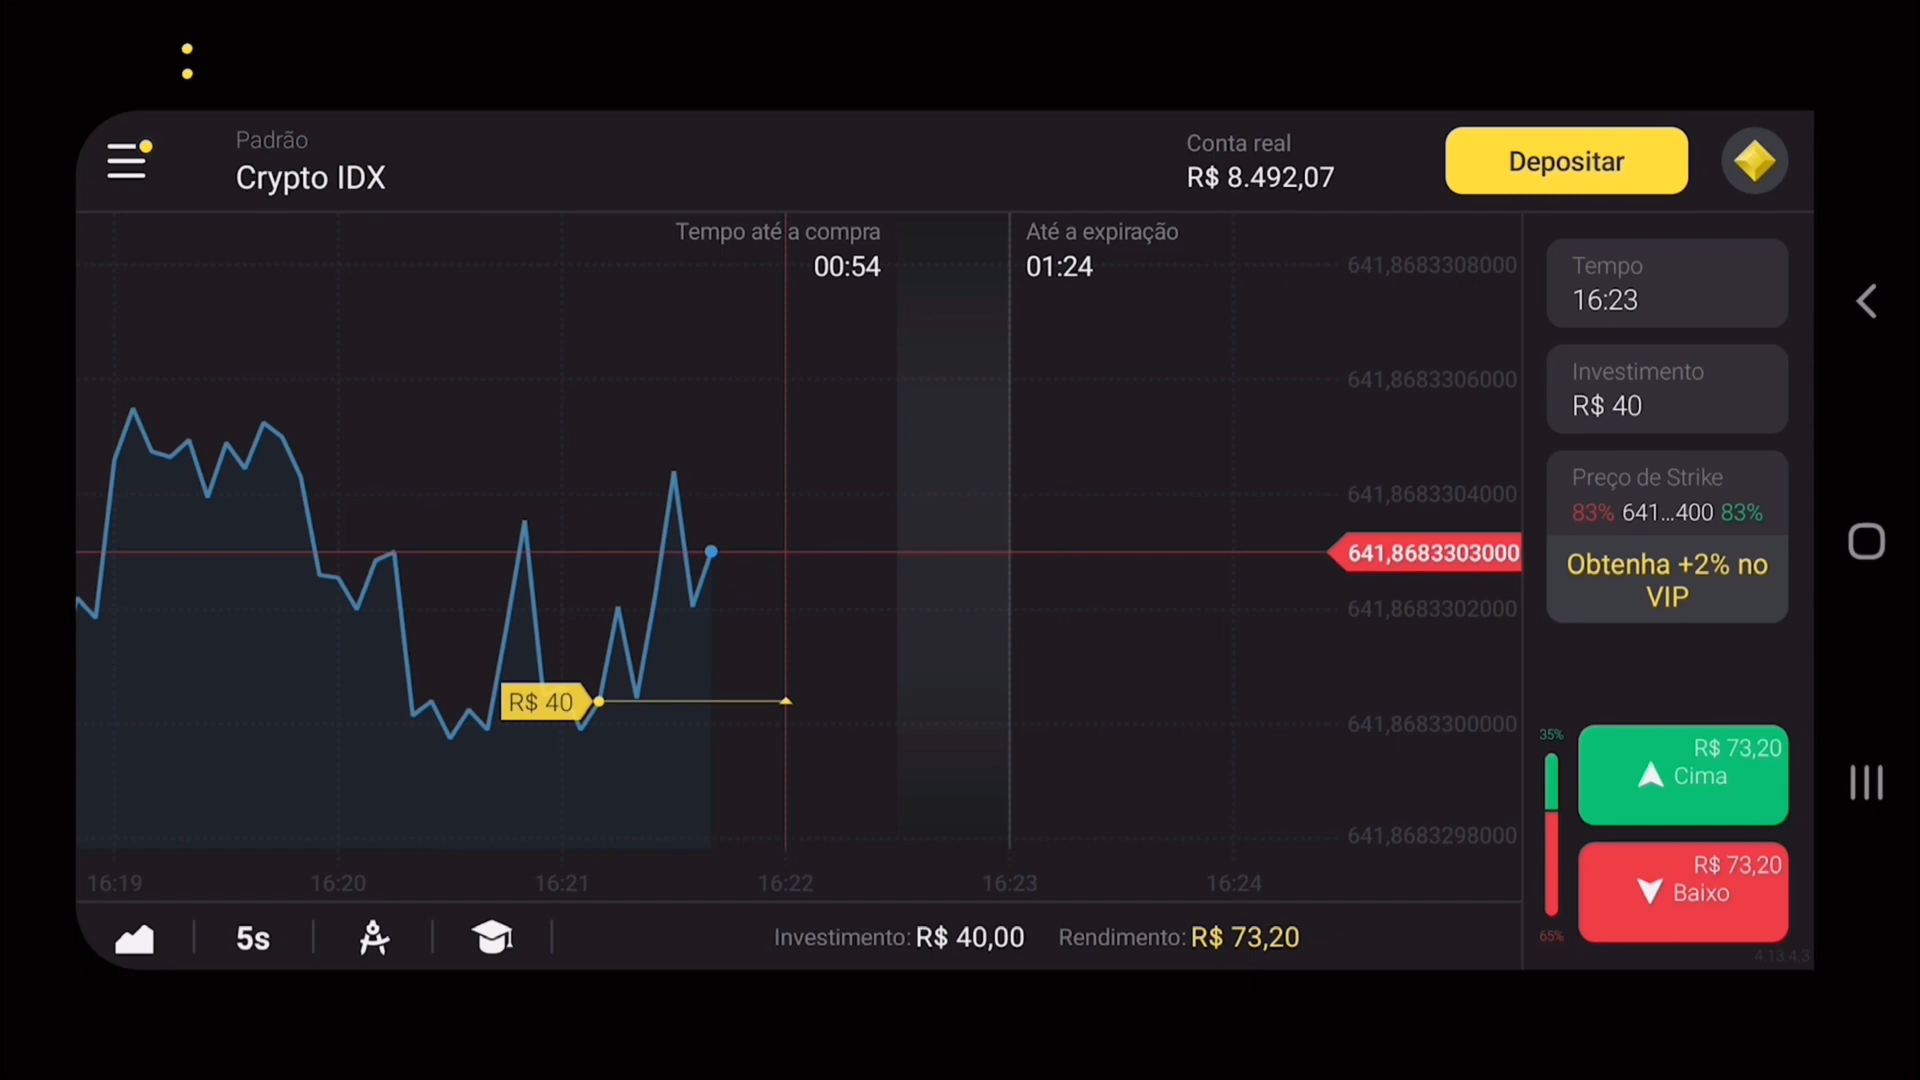 Padrão
Crypto IDX
Conta real
R$ 8.492,07
Depositar
Tempo até a compra
00:54
Até a expiração
01:24
641,8683308000
641,8683306000
641,8683304000
641,8683303000
641,8683302000
641,8683300000
641,8683298000
R$ 40
16:19
16:20
16:21
16:22
16:23
16:24
Tempo
16:23
Investimento
R$ 40
Preço de Strike
83% 641...400 83%
Obtenha +2% no
VIP
35%
R$ 73,20
Cima
R$ 73,20
Baixo
65%
4.13.4.3
5s
Investimento: R$ 40,00
Rendimento: R$ 73,20